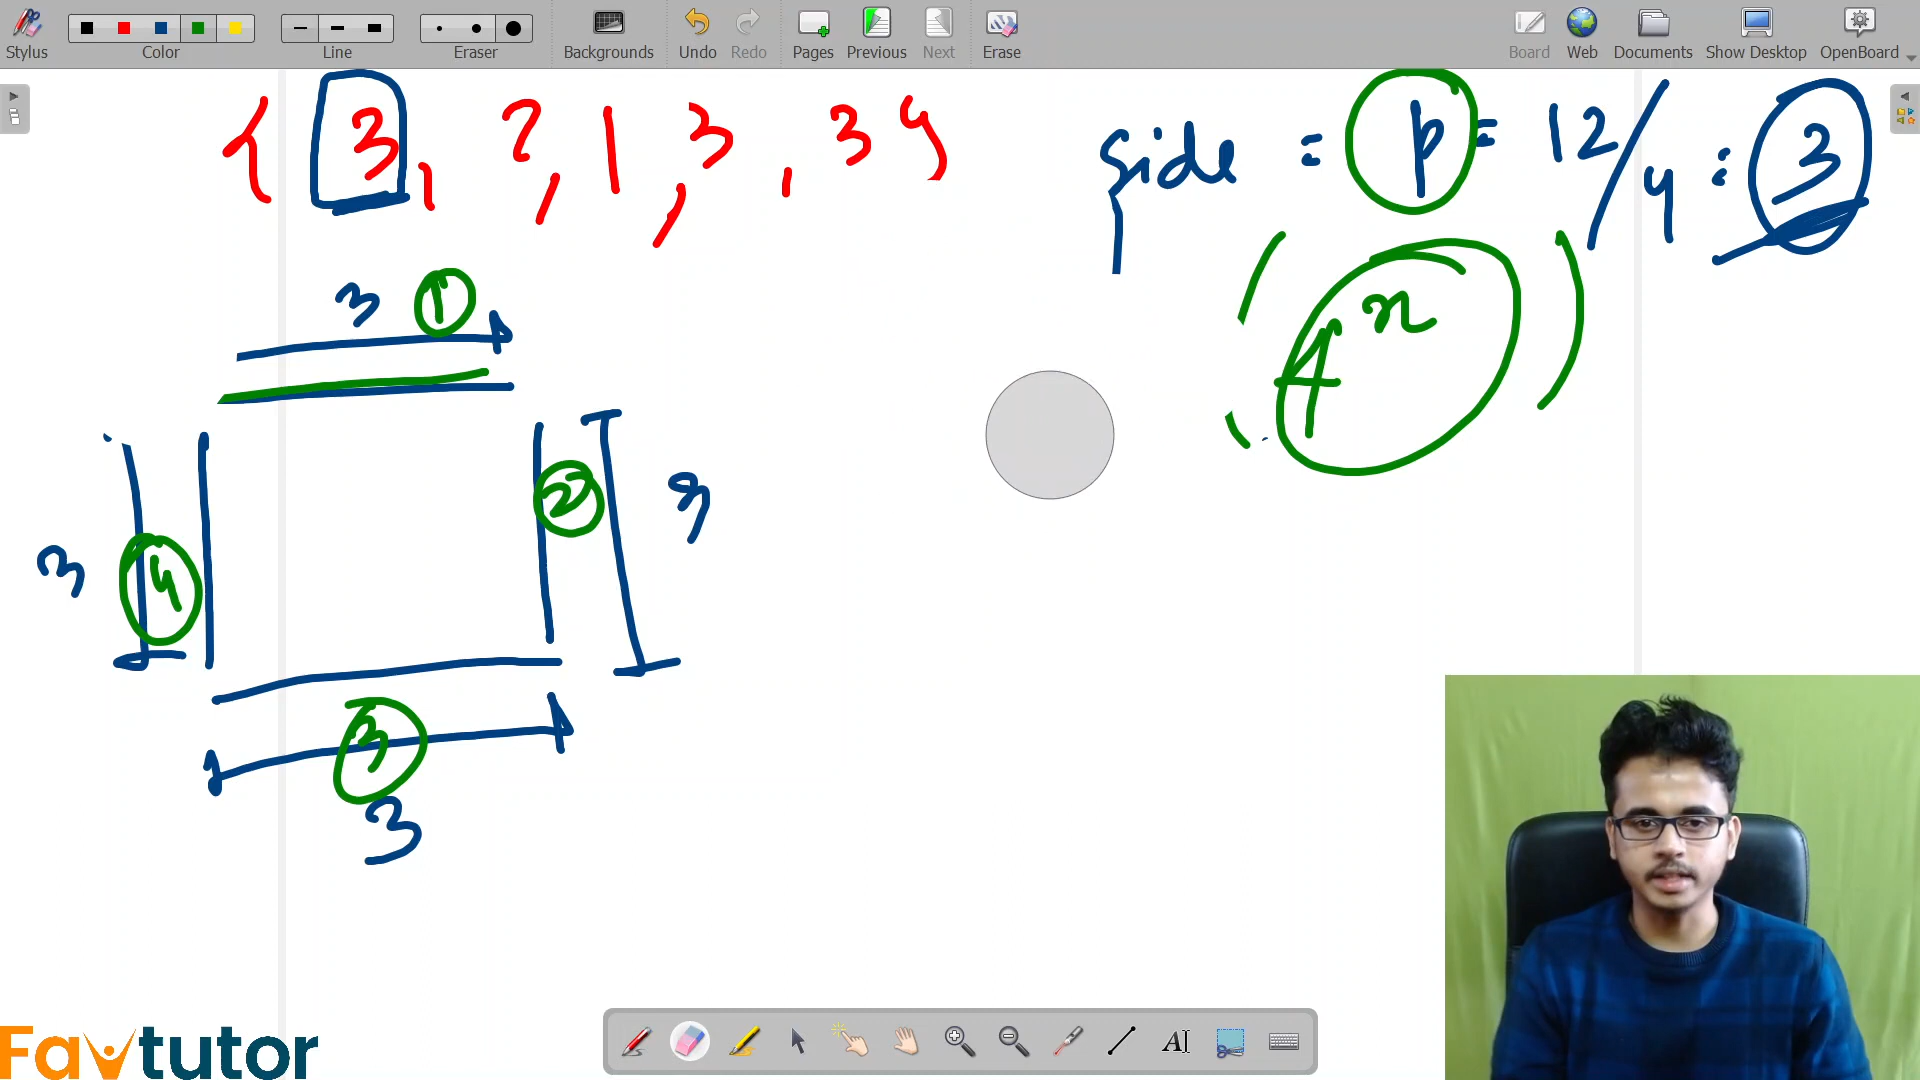 Stylus Color Line Eraser Backgrounds Undo Redo Pages Previous Next Erase Board Web Documents Show Desktop OpenBoard
{ 3, 2, 1, 3, 3 }
side = p = 12/4 = 3
3 1
4^n
2
3
3 4
3
3
AI
Favtutor